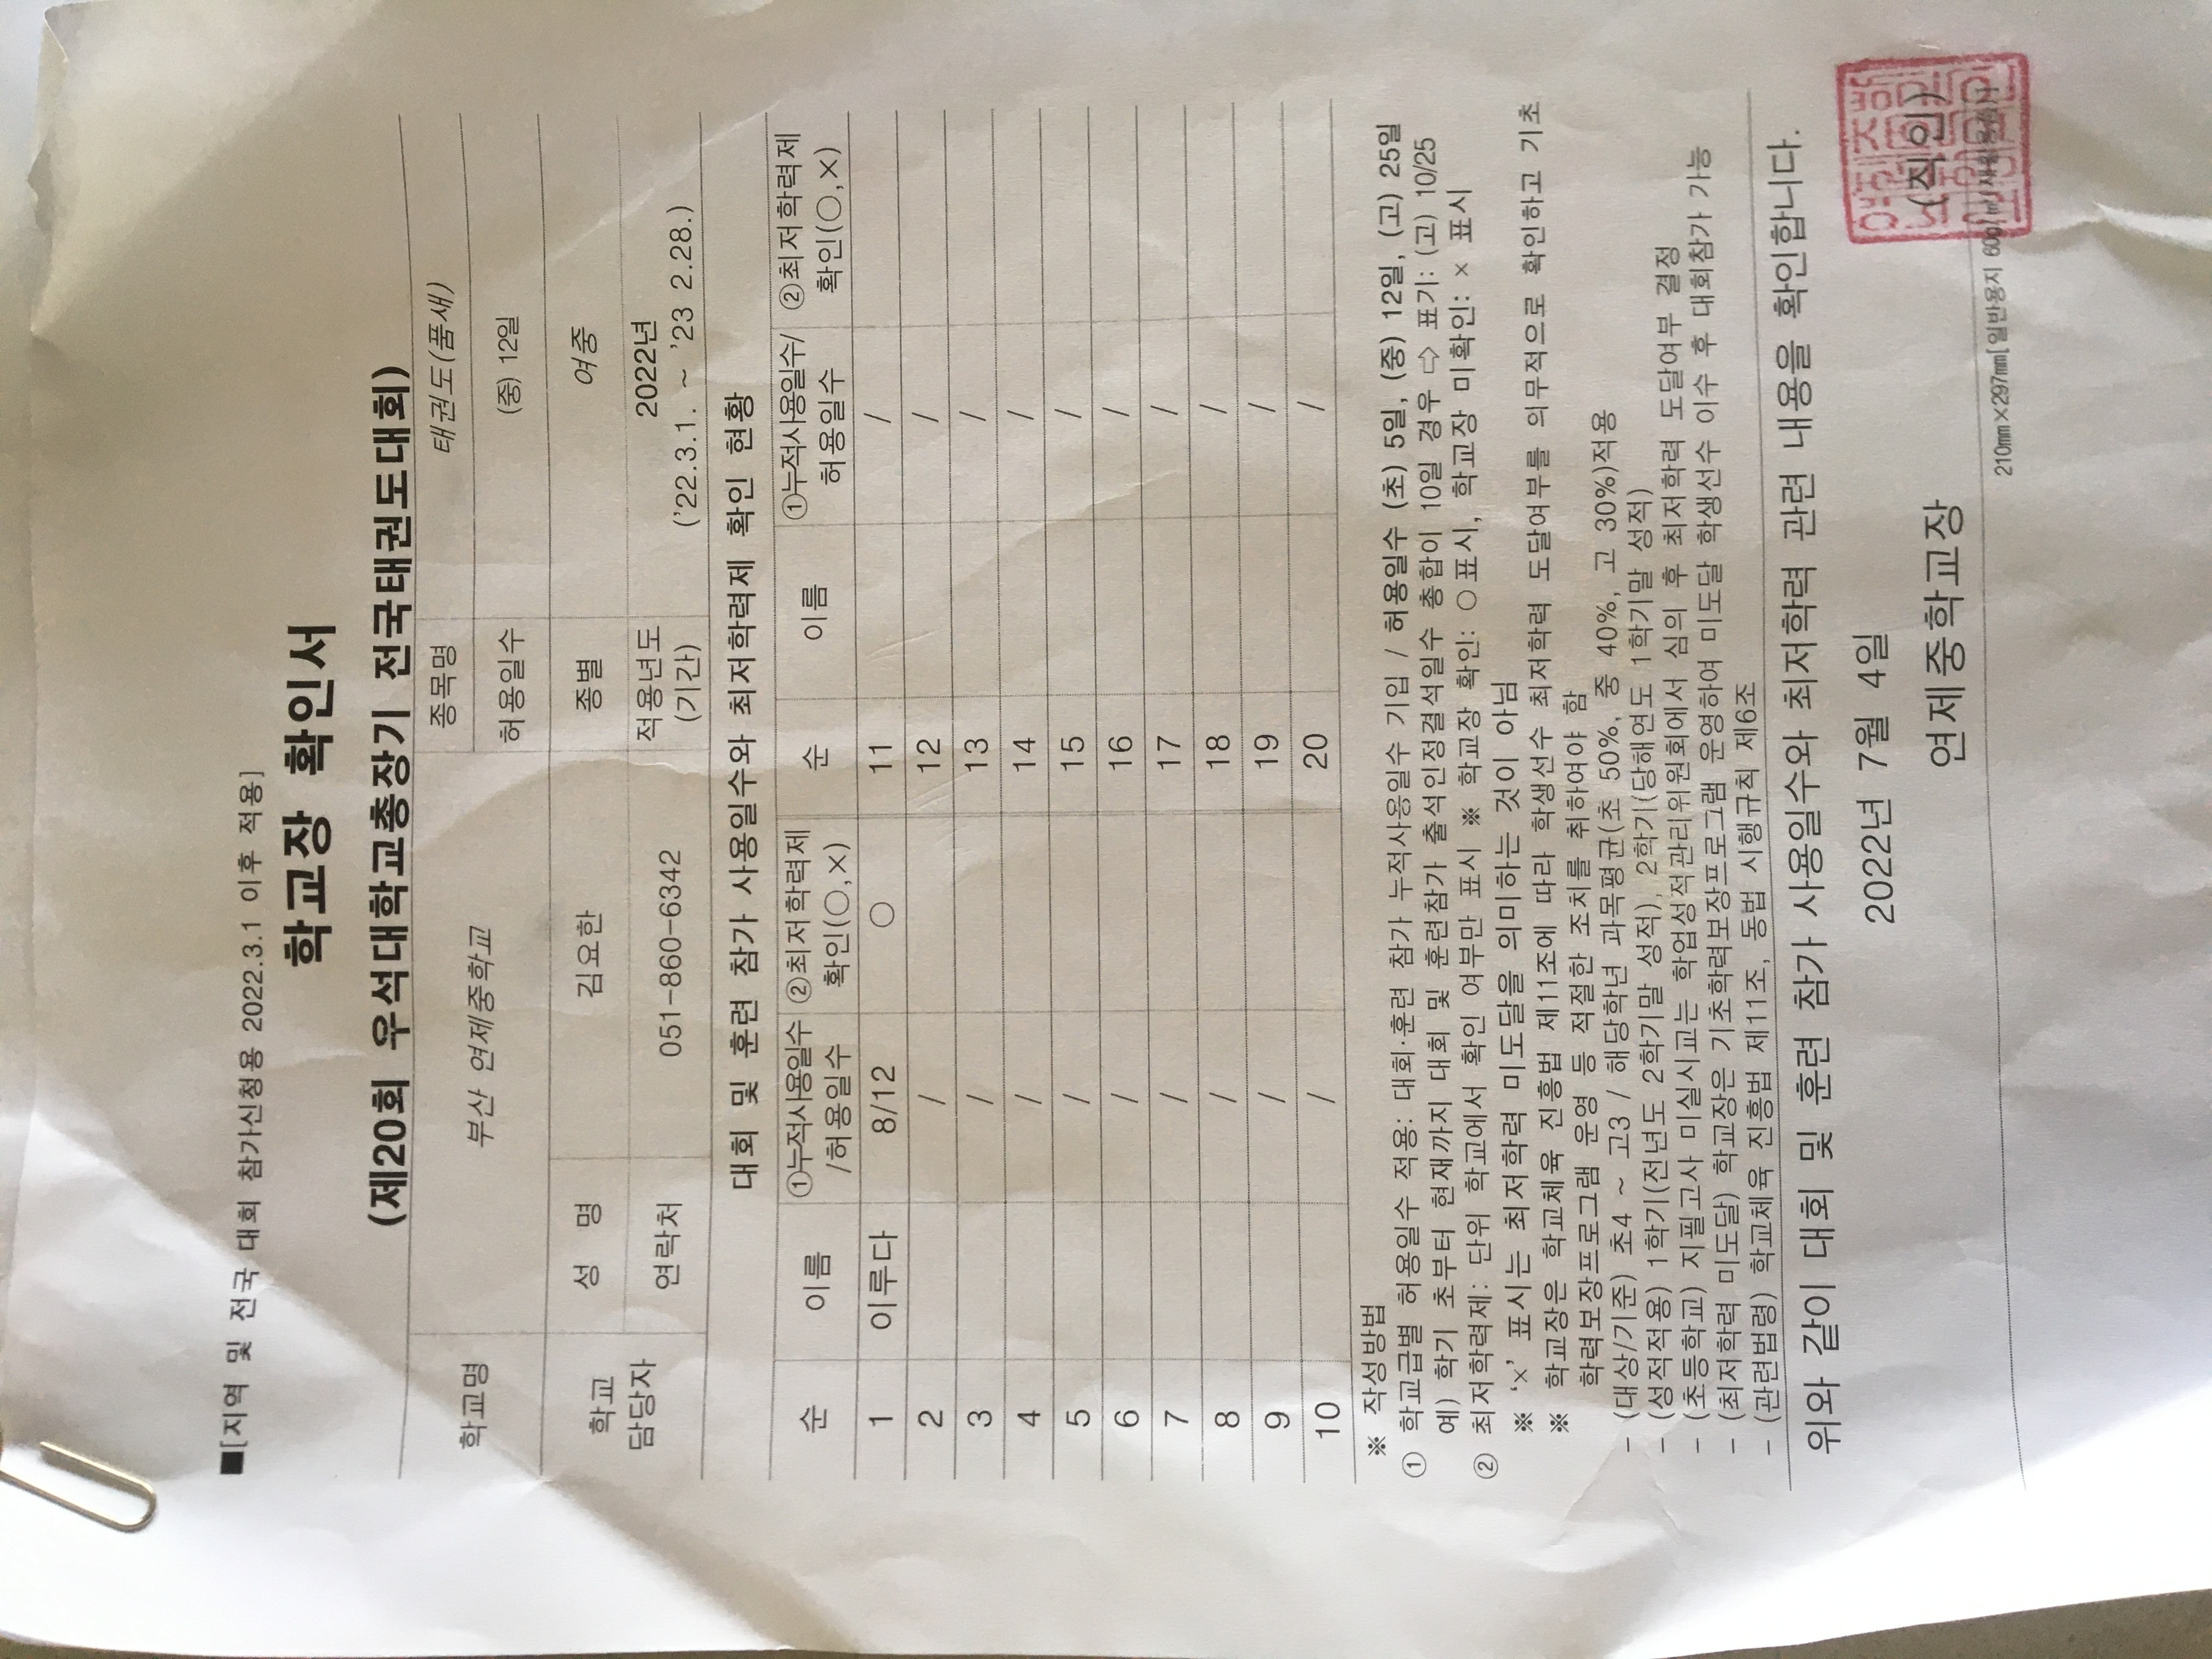 ■[지역 및 전국 대회 참가신청용 2022.3.1 이후 적용]
학교장 확인서
(제20회 우석대학교총장기 전국태권도대회)
학교명 부산 연제중학교 종목명 태권도(품새)
허용일수 (중) 12일
학교 담당자 성 명 김요한 종별 여중
연락처 051-860-6342 적용년도 (기간) 2022년
('22.3.1. ~ '23 2.28.)
대회 및 훈련 참가 사용일수와 최저학력제 확인 현황
순 이름 ①누적사용일수 /허용일수 ②최저학력제 확인(○,×) 순 이름 ①누적사용일수/ 허용일수 ②최저학력제 확인(○,×)
1 이루다 8/12 ○ 11 /
2 / 12 /
3 / 13 /
4 / 14 /
5 / 15 /
6 / 16 /
7 / 17 /
8 / 18 /
9 / 19 /
10 / 20 /
※ 작성방법
① 학교급별 허용일수 적용: 대회·훈련 참가 누적사용일수 기입 / 허용일수 (초) 5일, (중) 12일, (고) 25일
예) 학기 초부터 현재까지 대회 및 훈련참가 출석인정결석일수 총합이 10일 경우 ⇨ 표기: (고) 10/25
② 최저학력제: 단위 학교에서 확인 여부만 표시 ※ 학교장 확인: ○ 표시, 학교장 미확인: × 표시
※ '×' 표시는 최저학력 미도달을 의미하는 것이 아님
※ 학교장은 학교체육 진흥법 제11조에 따라 학생선수 최저학력 도달여부를 의무적으로 확인하고 기초
학력보장프로그램 운영 등 적절한 조치를 취하여야 함
- (대상/기준) 초4 ~ 고3 / 해당학년 과목평균(초 50%, 중 40%, 고 30%)적용
- (성적적용) 1학기(전년도 2학기말 성적), 2학기(당해연도 1학기말 성적)
- (초등학교) 지필고사 미실시교는 학업성적관리위원회에서 심의 후 최저학력 도달여부 결정
- (최저학력 미도달) 학교장은 기초학력보장프로그램 운영하여 미도달 학생선수 이수 후 대회참가 가능
- (관련법령) 학교체육 진흥법 제11조, 동법 시행규칙 제6조
위와 같이 대회 및 훈련 참가 사용일수와 최저학력 관련 내용을 확인합니다.
2022년 7월 4일
연제중학교장 (직인)
210㎜×297㎜[일반용지 60g/㎡